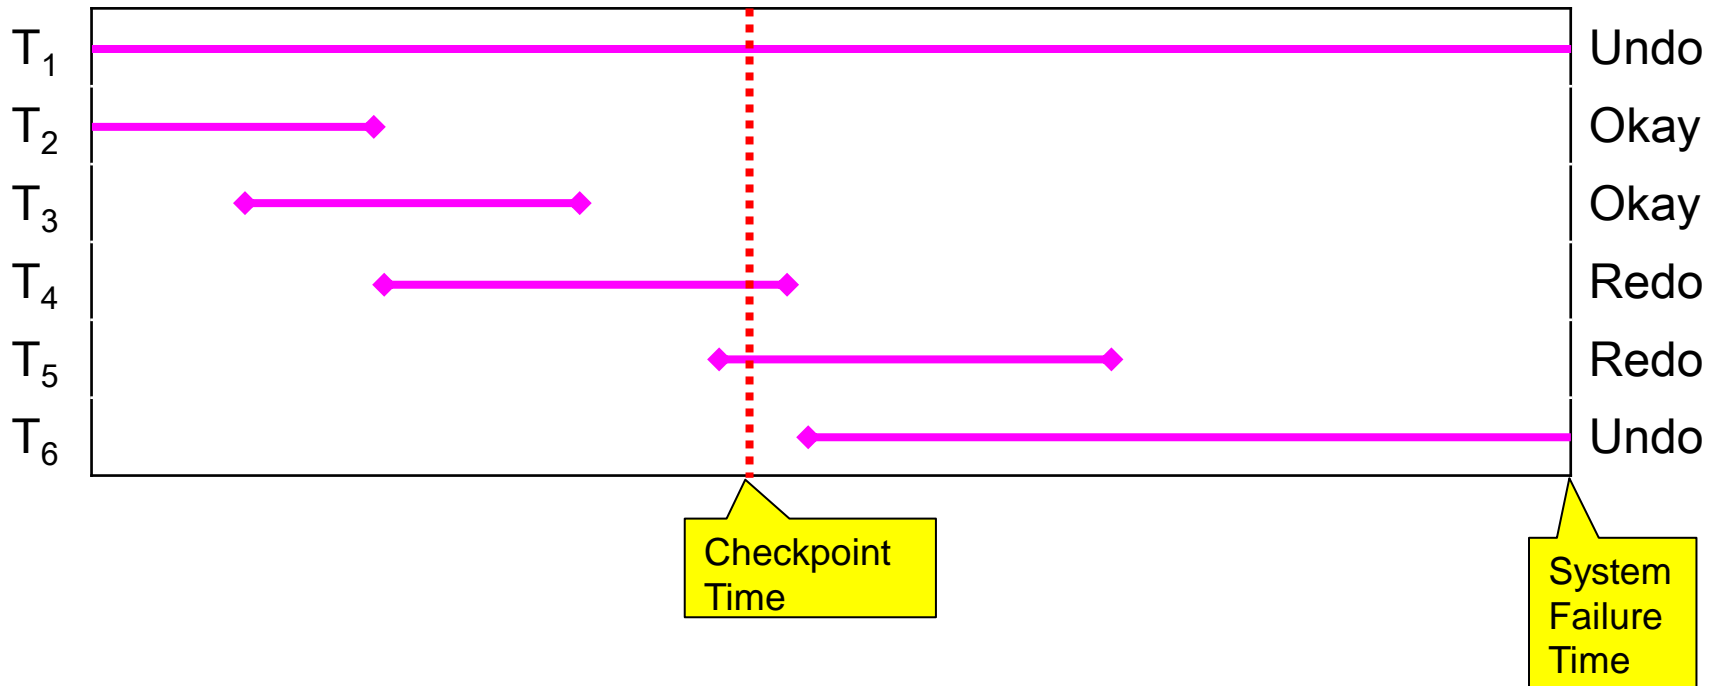 T1 Undo
T2 Okay
T3 Okay
T4 Redo
T5 Redo
T6 Undo
Checkpoint
Time
System
Failure
Time